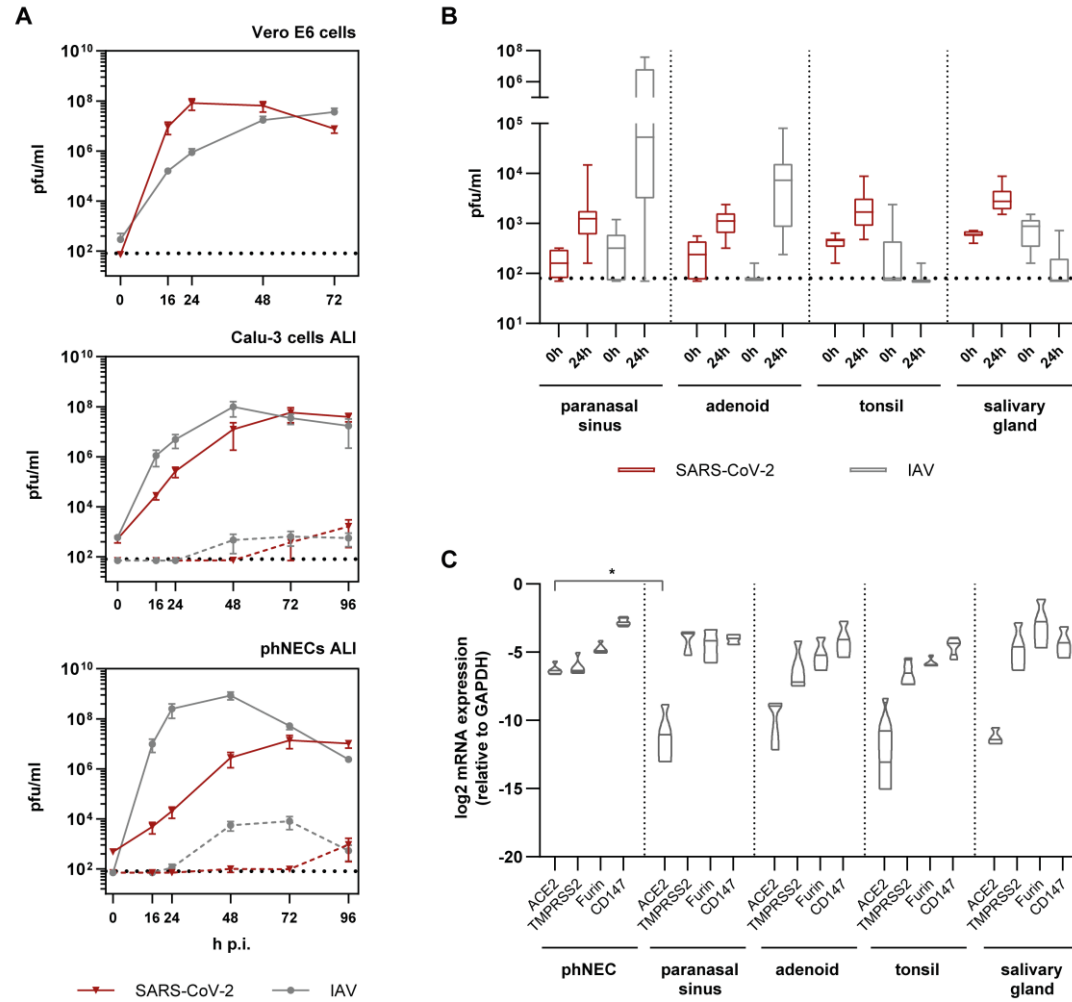 A
Vero E6 cells
pfu/ml
10^10
10^8
10^6
10^4
10^2
0 16 24 48 72
Calu-3 cells ALI
pfu/ml
10^10
10^8
10^6
10^4
10^2
0 16 24 48 72 96
phNECs ALI
pfu/ml
10^10
10^8
10^6
10^4
10^2
0 16 24 48 72 96
h p.i.
SARS-CoV-2 IAV
B
pfu/ml
10^8
10^6
10^5
10^4
10^3
10^2
10^1
0h 24h 0h 24h 0h 24h 0h 24h 0h 24h 0h 24h 0h 24h 0h 24h
paranasal sinus
adenoid
tonsil
salivary gland
SARS-CoV-2 IAV
C
log2 mRNA expression
(relative to GAPDH)
0
-5
-10
-15
-20
*
ACE2 TMPRSS2 Furin CD147 ACE2 TMPRSS2 Furin CD147 ACE2 TMPRSS2 Furin CD147 ACE2 TMPRSS2 Furin CD147 ACE2 TMPRSS2 Furin CD147
phNEC
paranasal sinus
adenoid
tonsil
salivary gland